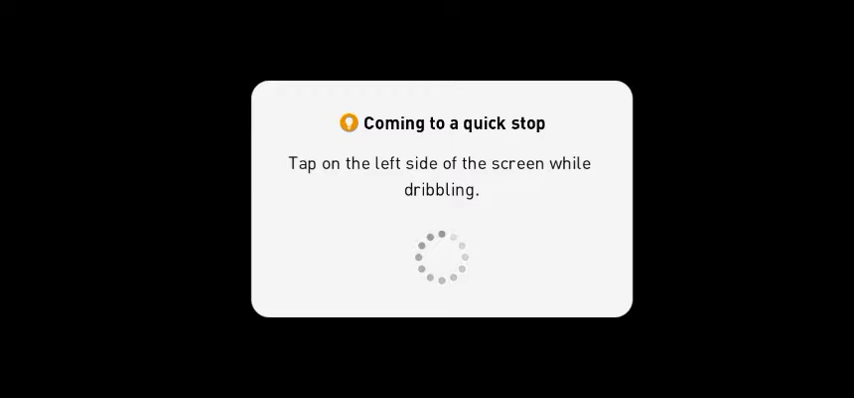 Coming to a quick stop
Tap on the left side of the screen while
dribbling.